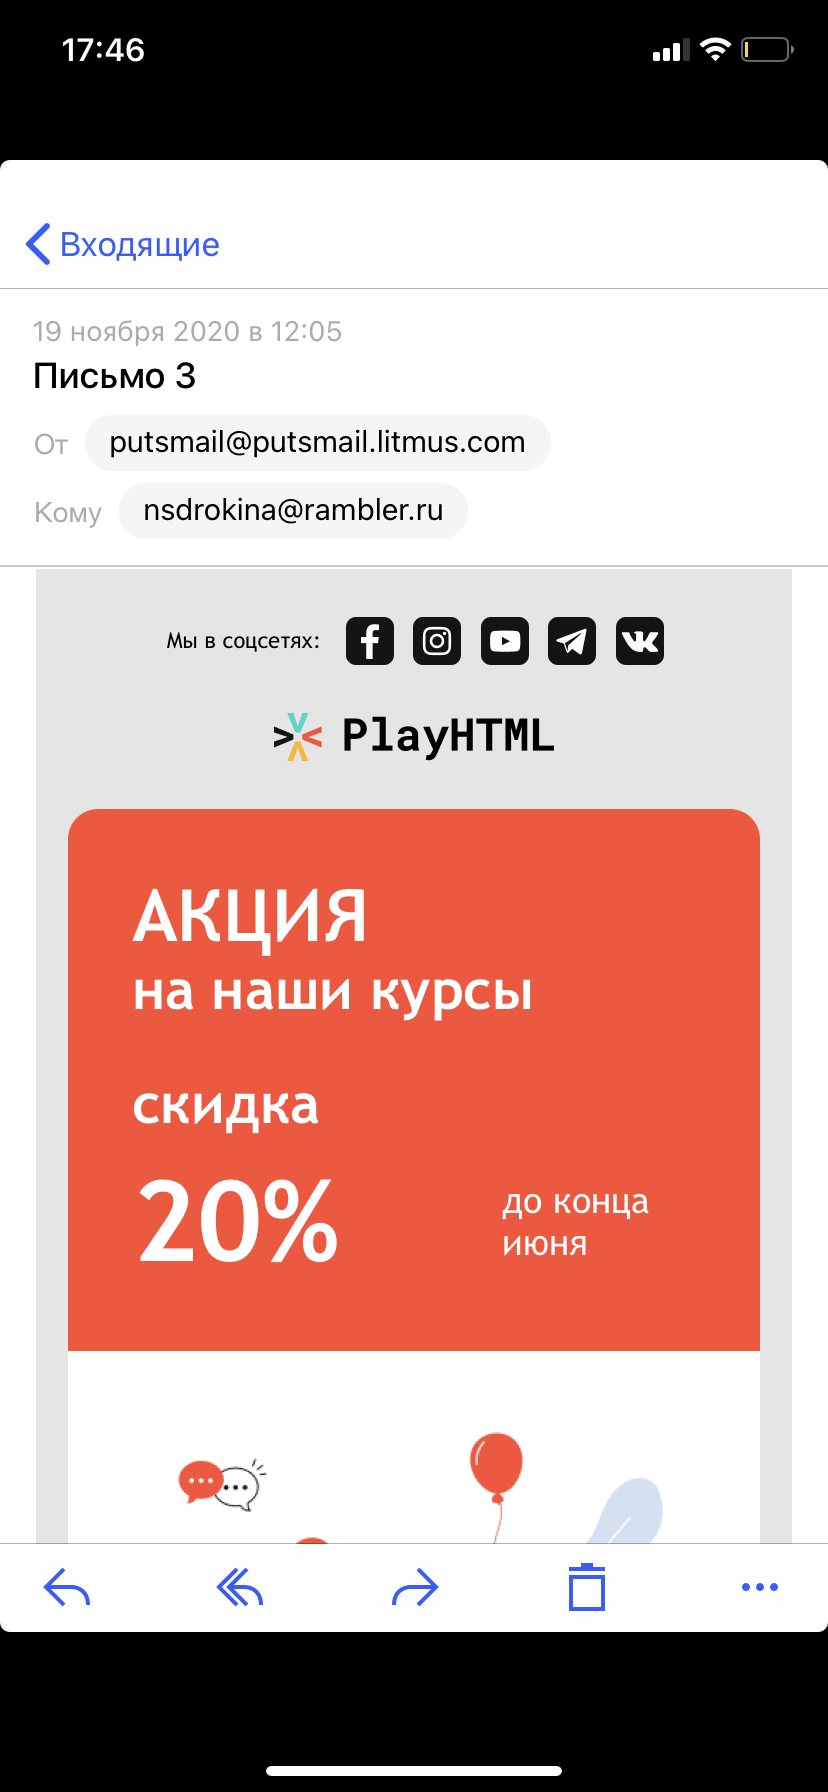 17:46
Входящие
19 ноября 2020 в 12:05
Письмо 3
От putsmail@putsmail.litmus.com
Кому nsdrokina@rambler.ru
Мы в соцсетях:
PlayHTML
АКЦИЯ
на наши курсы
скидка
20%
до конца
июня